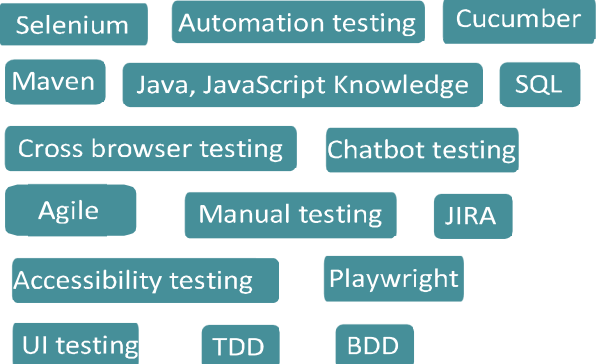 Selenium Automation testing Cucumber
Maven Java, JavaScript Knowledge SQL
Cross browser testing Chatbot testing
Agile Manual testing JIRA
Accessibility testing Playwright
UI testing TDD BDD